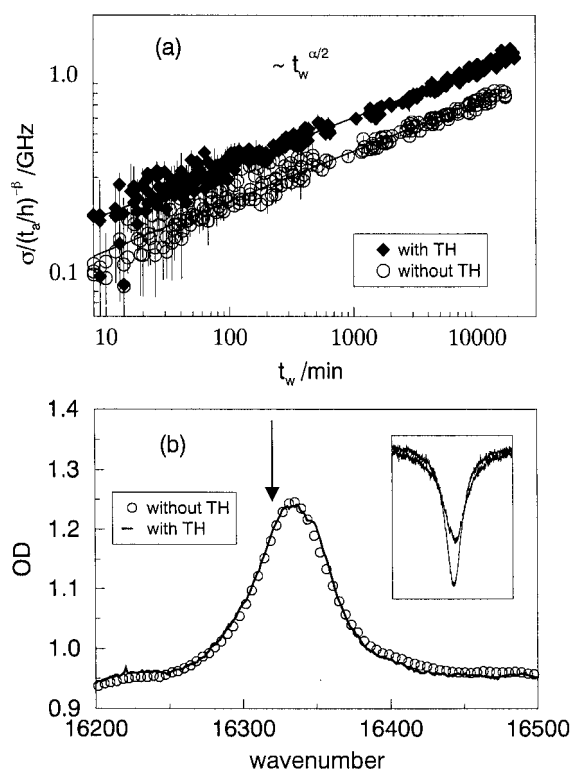 (a)
~ t_w^{α/2}
1.0
σ/(t_a/h)^{-β} /GHz
with TH
without TH
0.1
10 100 1000 10000
t_w /min
1.4
(b)
1.3
without TH
with TH
1.2
OD
1.1
1.0
0.9
16200 16300 16400 16500
wavenumber